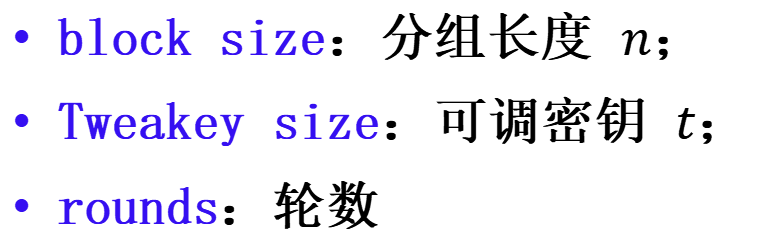 • block size：分组长度 n；
• Tweakey size：可调密钥 t；
• rounds：轮数